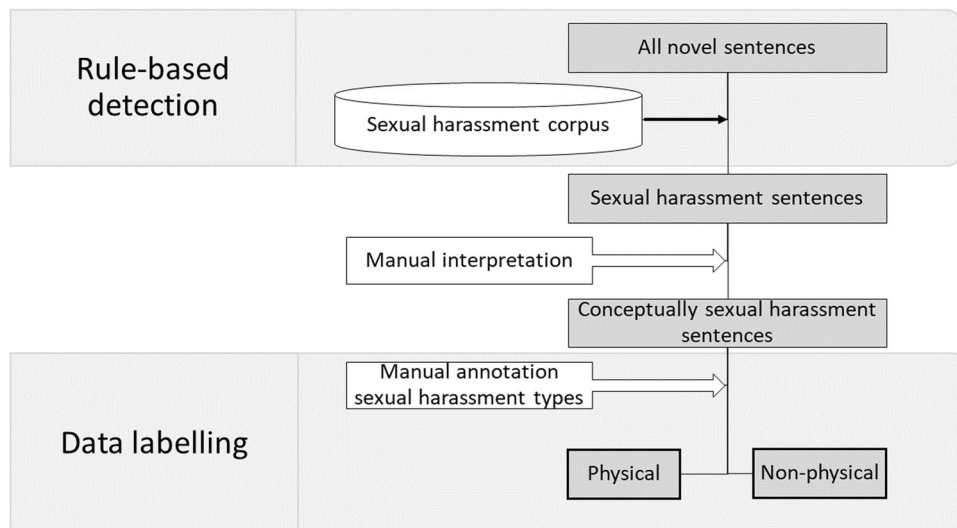 Rule-based
detection
All novel sentences
Sexual harassment corpus
Sexual harassment sentences
Manual interpretation
Conceptually sexual harassment
sentences
Manual annotation
sexual harassment types
Data labelling
Physical
Non-physical